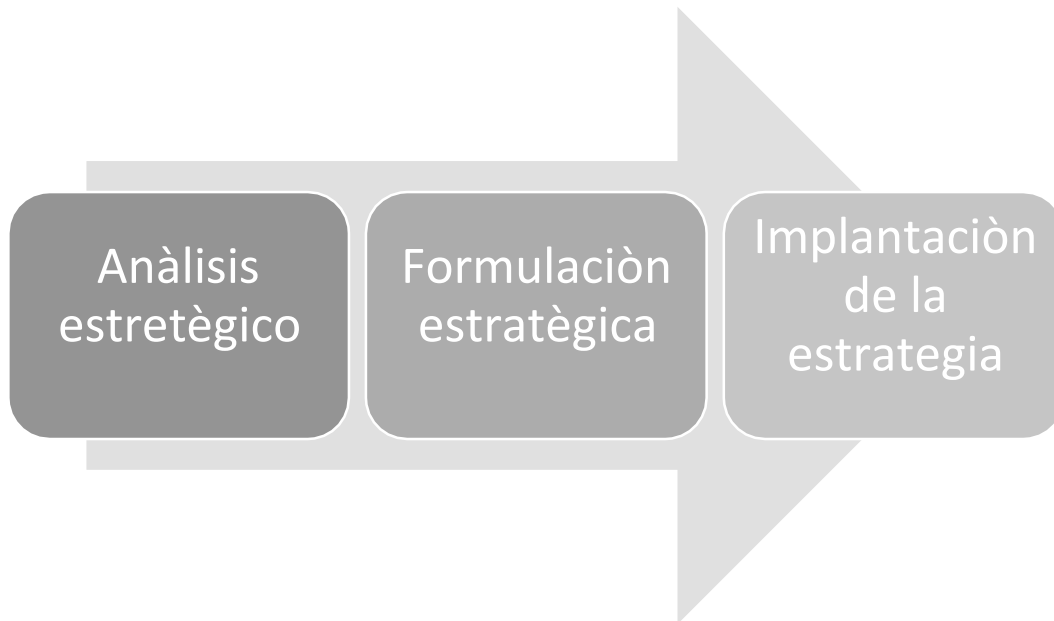 Anàlisis
estretègico
Formulaciòn
estratègica
Implantaciòn
de la
estrategia